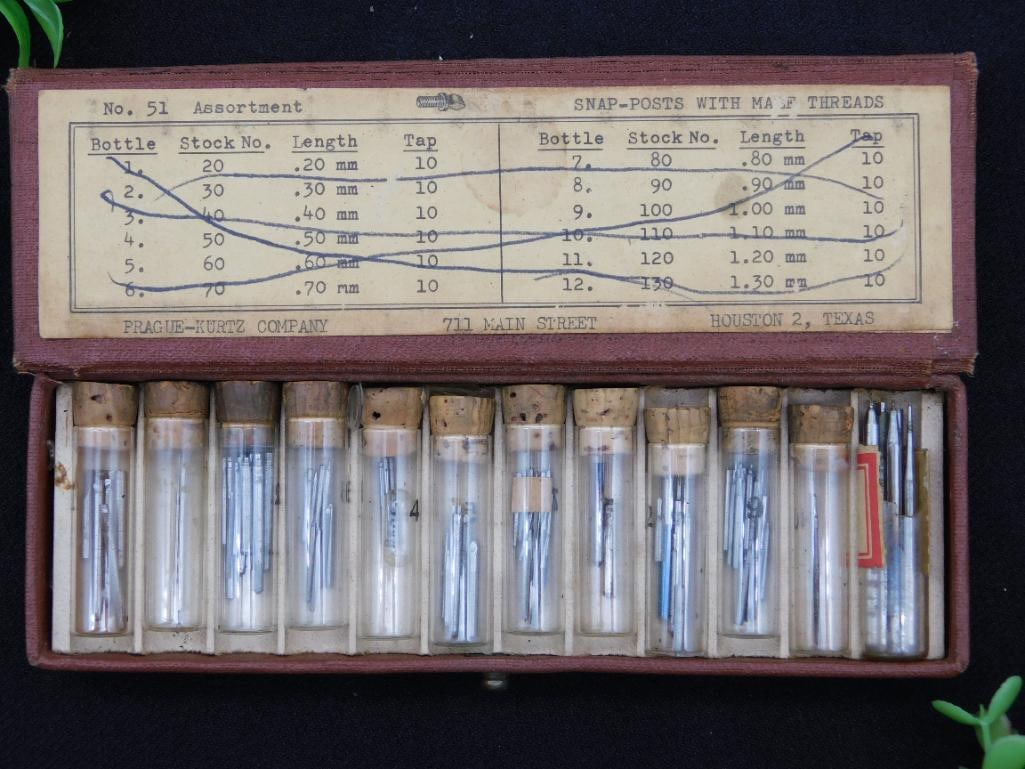 No. 51 Assortment SNAP-POSTS WITH MALE THREADS
Bottle Stock No. Length Tap Bottle Stock No. Length Tap
1. 20 .20 mm 10 7. 80 .80 mm 10
2. 30 .30 mm 10 8. 90 .90 mm 10
3. 40 .40 mm 10 9. 100 1.00 mm 10
4. 50 .50 mm 10 10. 110 1.10 mm 10
5. 60 .60 mm 10 11. 120 1.20 mm 10
6. 70 .70 mm 10 12. 130 1.30 mm 10
PRAGUE-KURTZ COMPANY 711 MAIN STREET HOUSTON 2, TEXAS
4 9